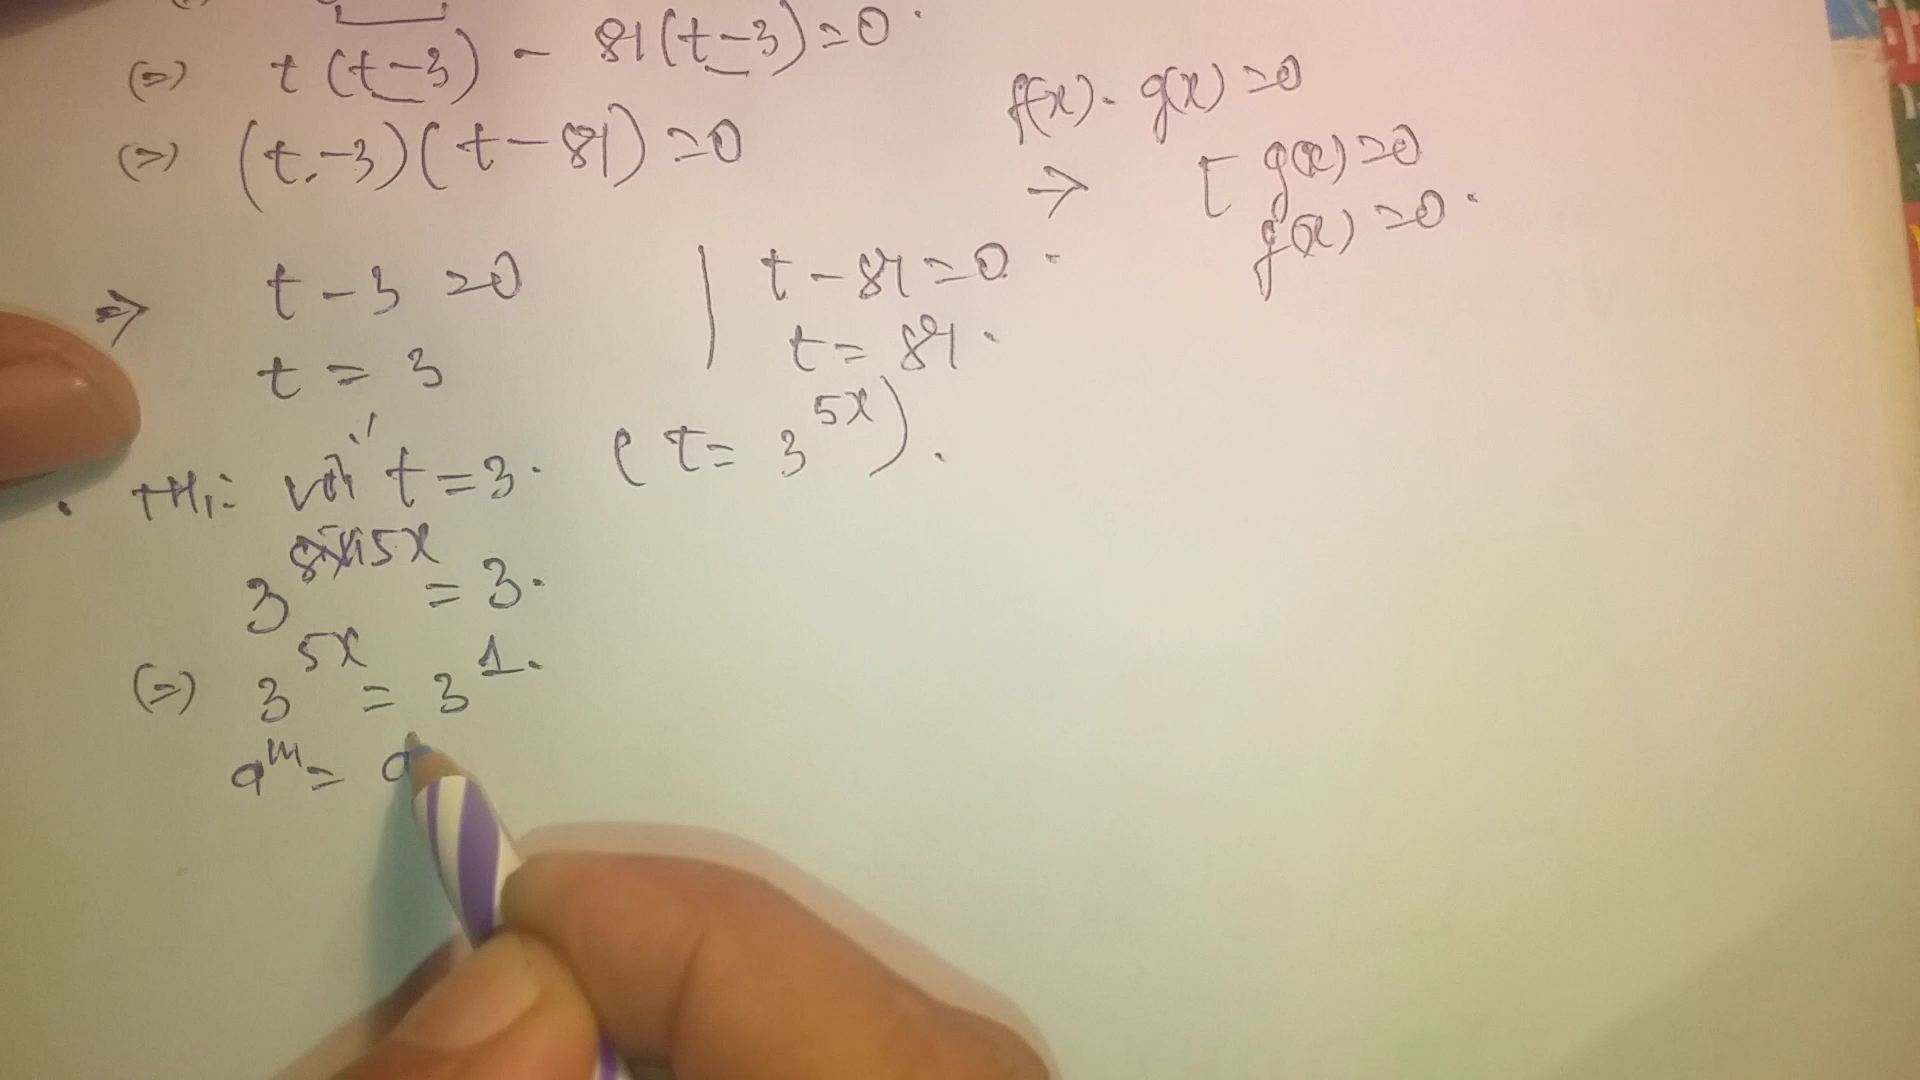 (=) t(t-3) - 81(t-3)=0.
(=) (t-3)(t-81)=0
f(x). g(x)=0
=> [ g(x)=0
g(x)=0.
=> t-3=0 | t-81=0.
t=3 | t=81.
. TH1: với t=3. (t=3^5x).
3^5x=3.
(=) 3^5x=3^1.
a^m= a